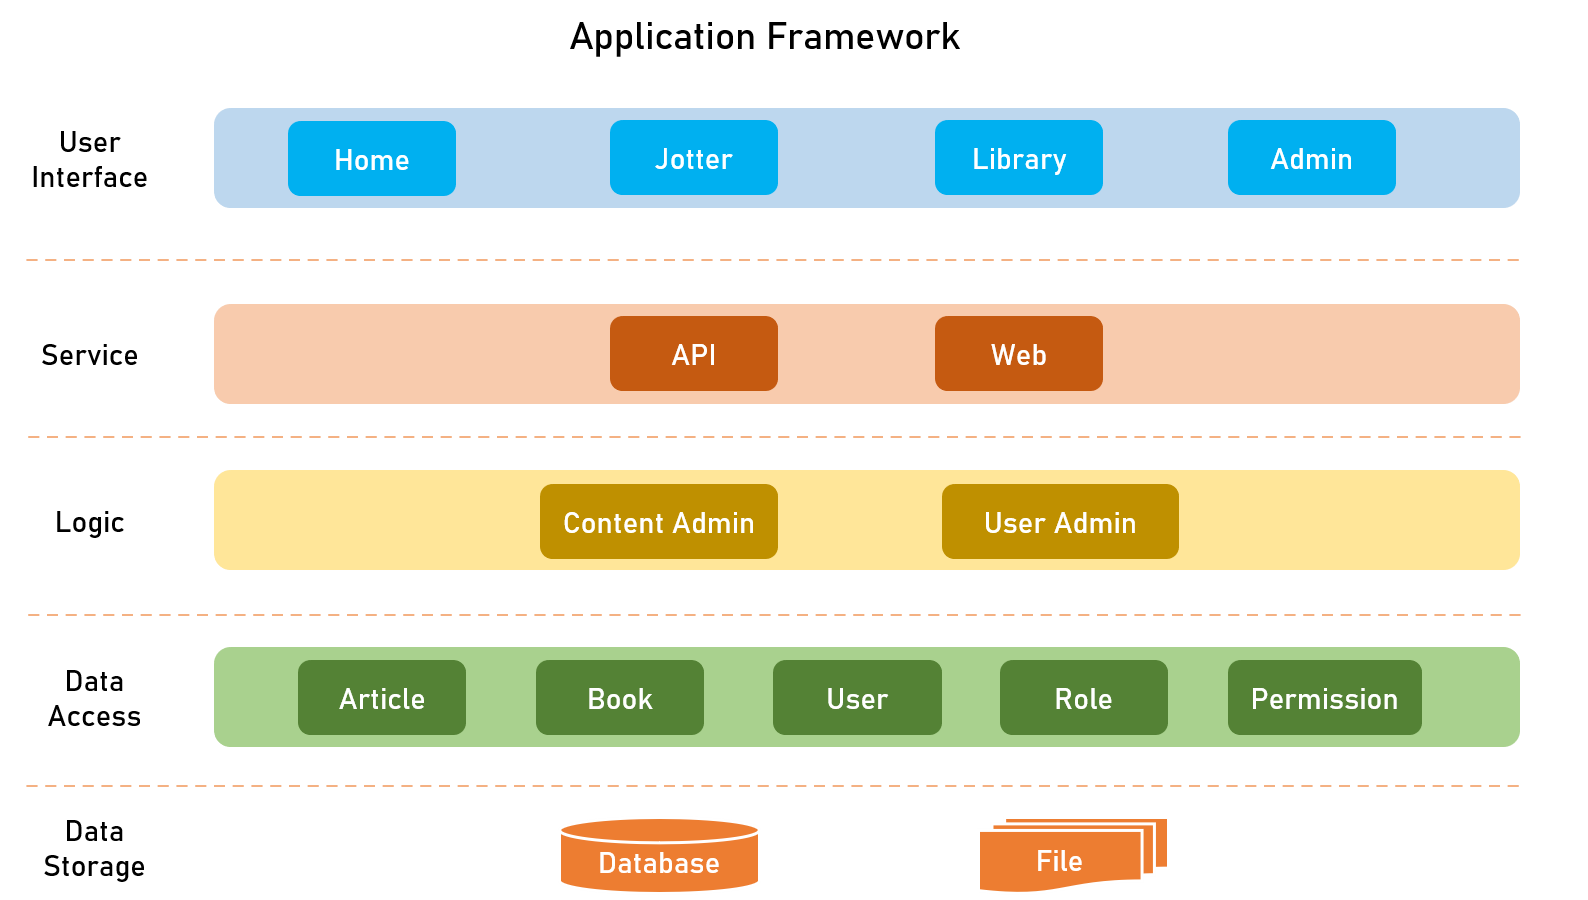 Application Framework
User
Interface
Home
Jotter
Library
Admin
Service
API
Web
Logic
Content Admin
User Admin
Data
Access
Article
Book
User
Role
Permission
Data
Storage
Database
File